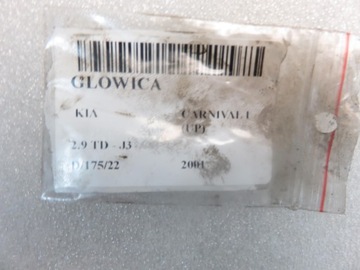 GLOWICA
KIA CARNIVAL I
(UP)
2.9 TD - J3
D/175/22 2001